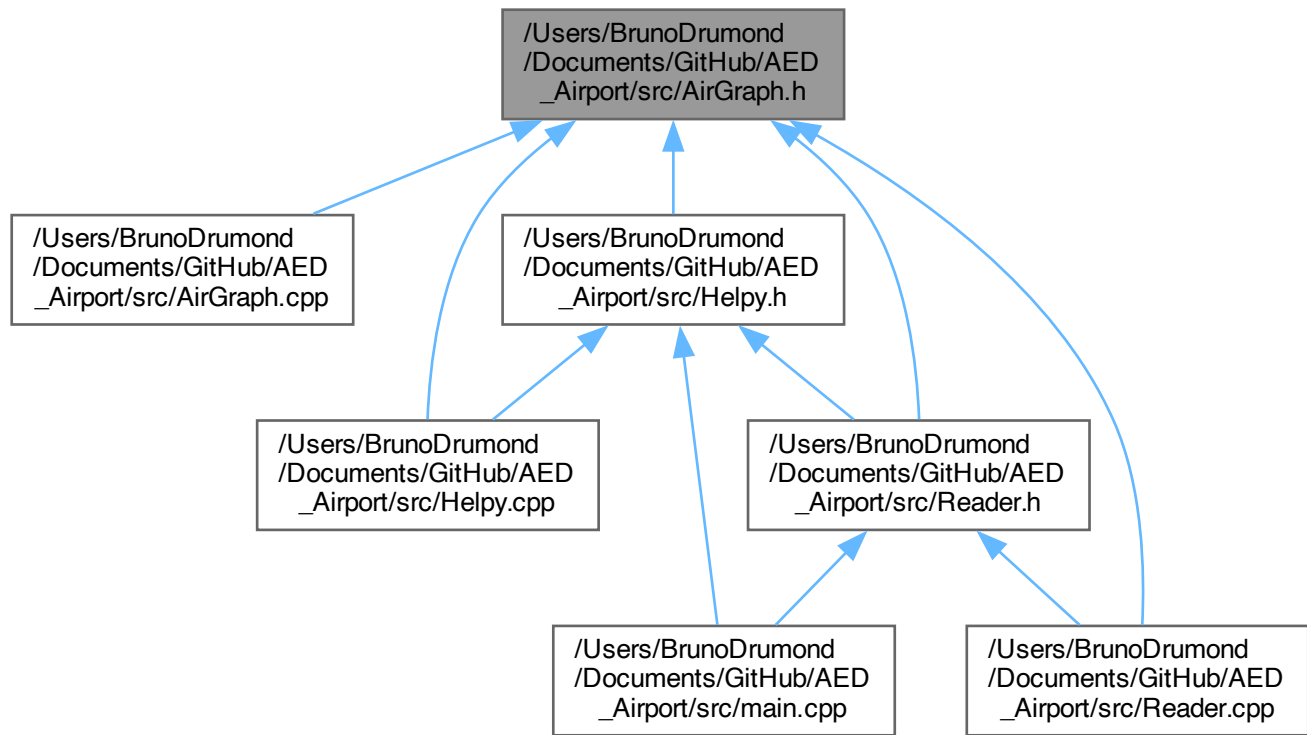 /Users/BrunoDrumond
/Documents/GitHub/AED
_Airport/src/AirGraph.h
/Users/BrunoDrumond
/Documents/GitHub/AED
_Airport/src/AirGraph.cpp
/Users/BrunoDrumond
/Documents/GitHub/AED
_Airport/src/Helpy.h
/Users/BrunoDrumond
/Documents/GitHub/AED
_Airport/src/Helpy.cpp
/Users/BrunoDrumond
/Documents/GitHub/AED
_Airport/src/Reader.h
/Users/BrunoDrumond
/Documents/GitHub/AED
_Airport/src/main.cpp
/Users/BrunoDrumond
/Documents/GitHub/AED
_Airport/src/Reader.cpp